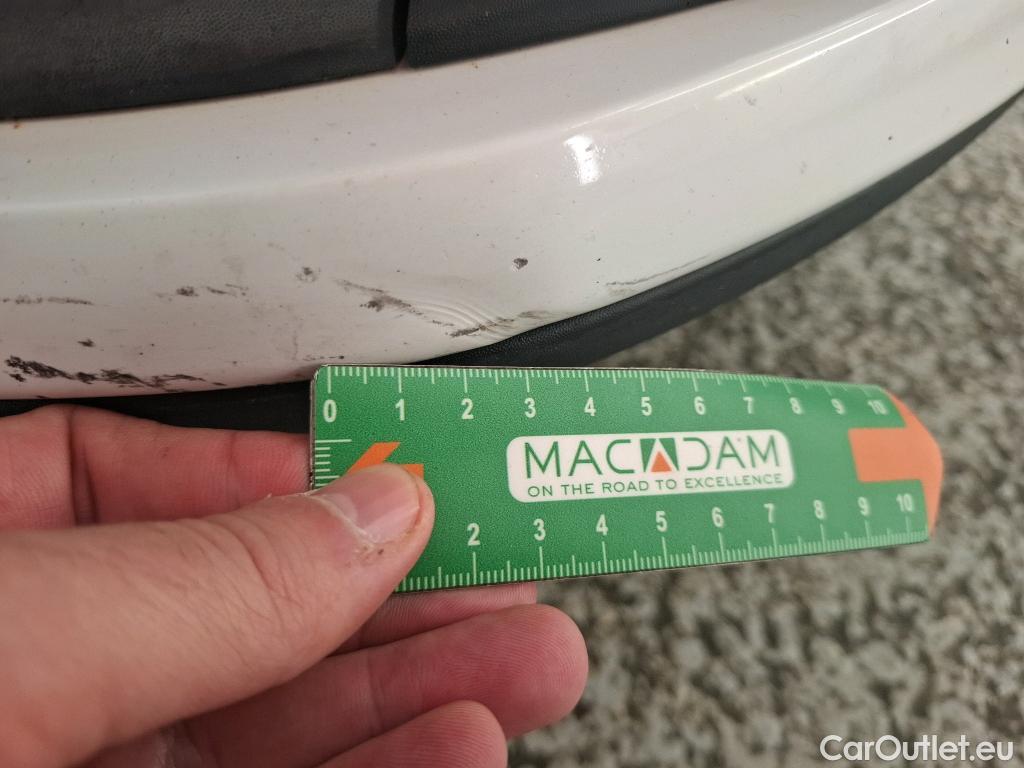 0 1 2 3 4 5 6 7 8 9 10
MACADAM
ON THE ROAD TO EXCELLENCE
2 3 4 5 6 7 8 9 10
CarOutlet.eu